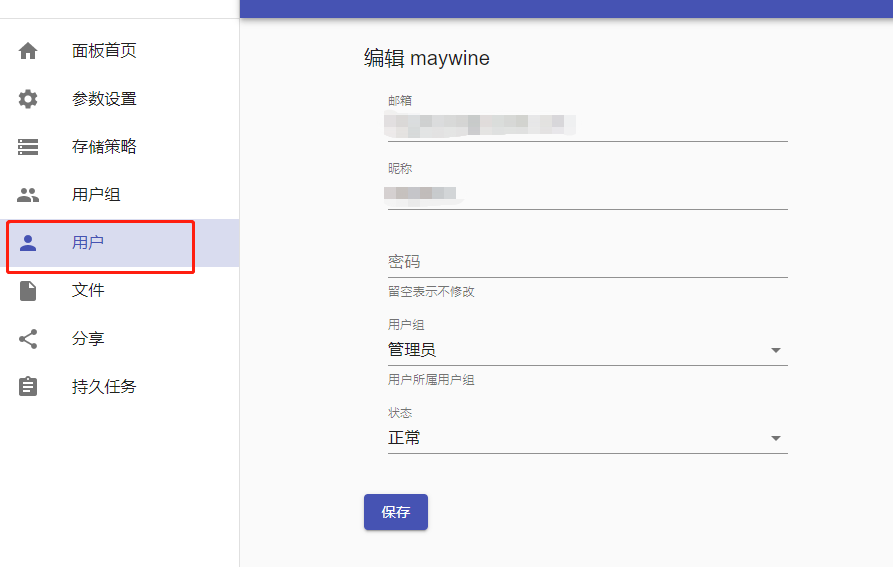 面板首页
参数设置
存储策略
用户组
用户
文件
分享
持久任务
编辑 maywine
邮箱
昵称
密码
留空表示不修改
用户组
管理员
用户所属用户组
状态
正常
保存